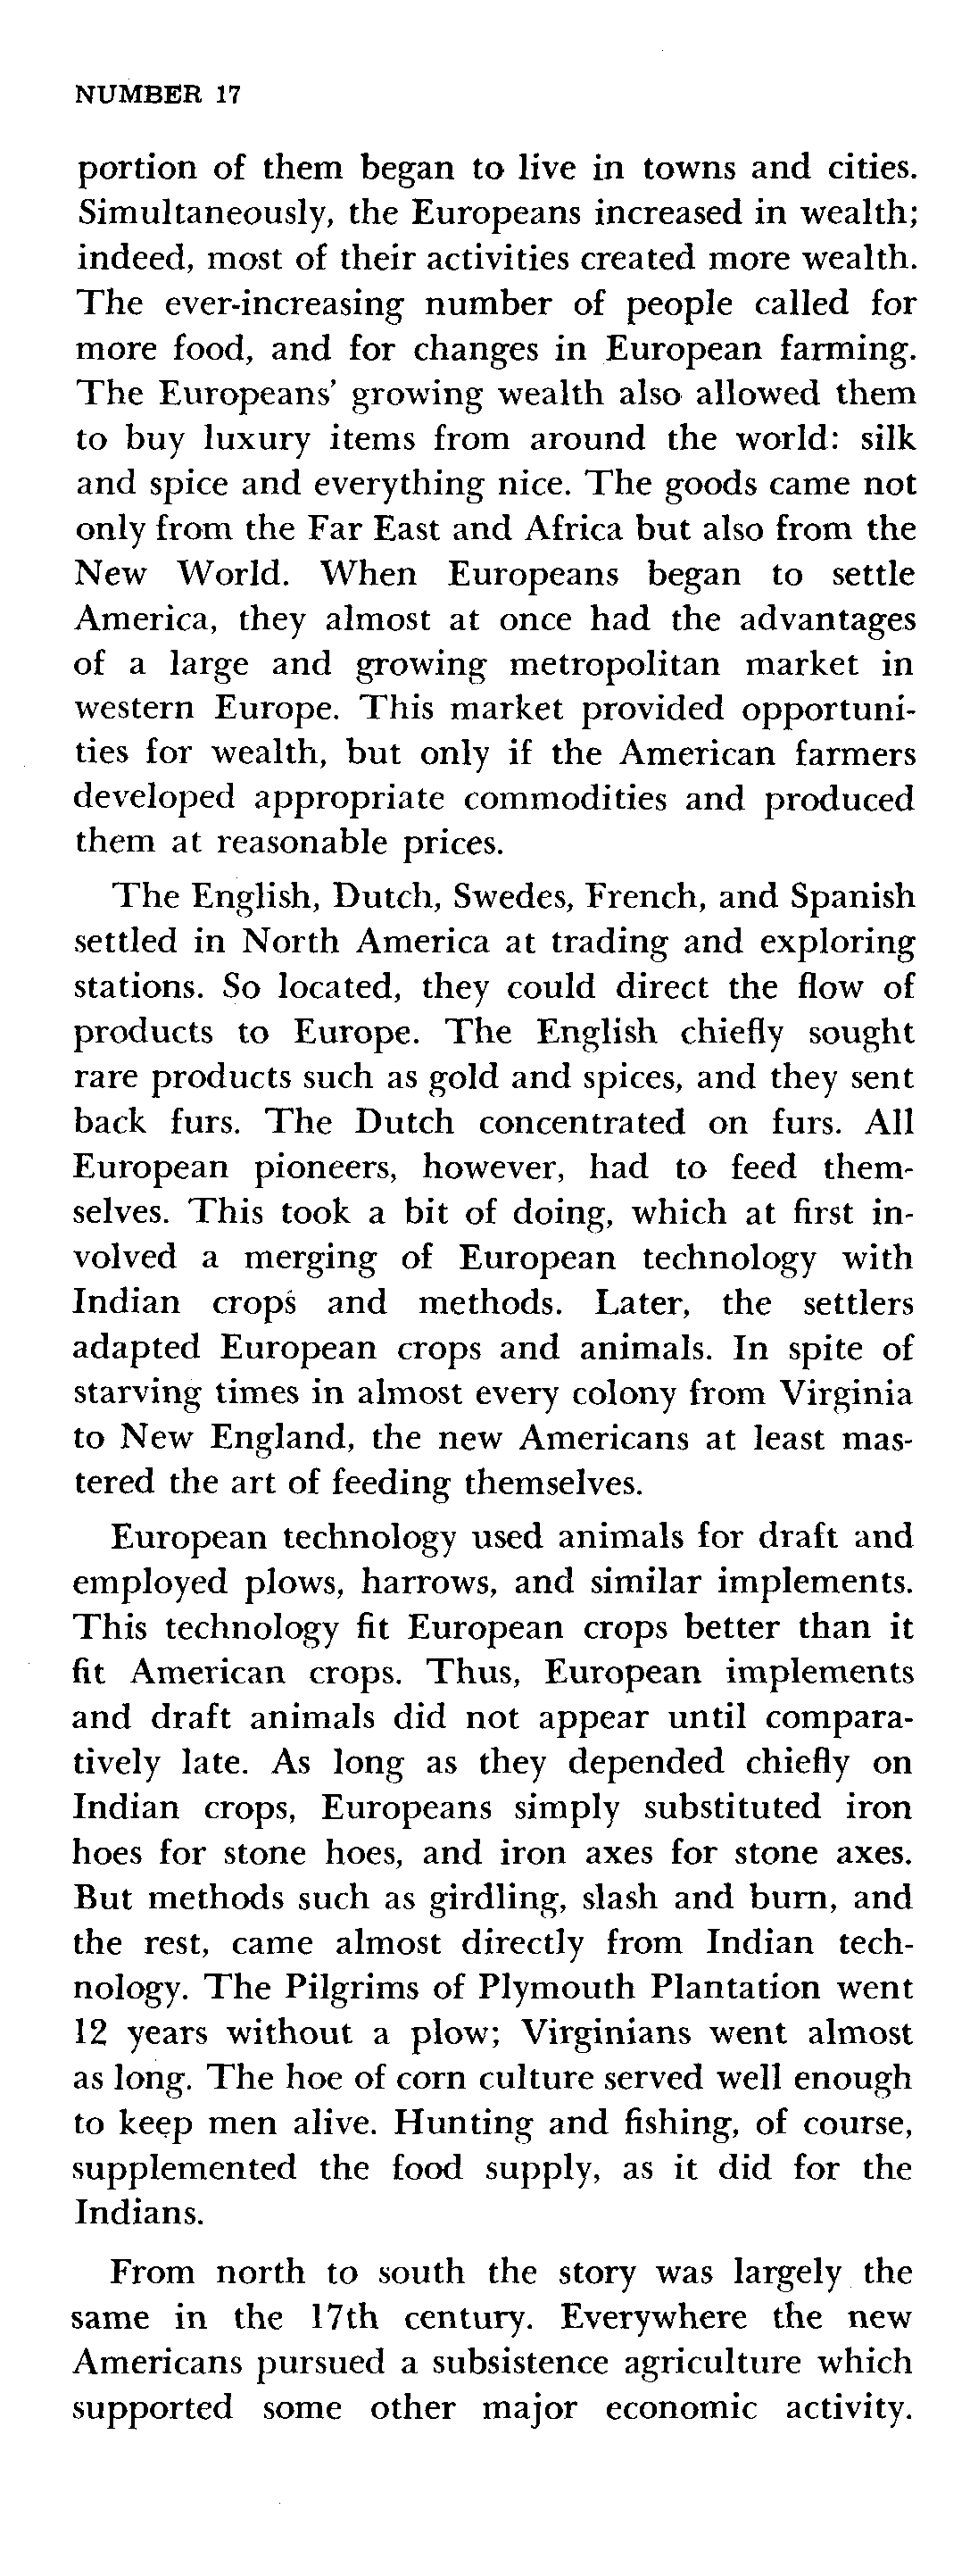 NUMBER 17
portion of them began to live in towns and cities.
Simultaneously, the Europeans increased in wealth;
indeed, most of their activities created more wealth.
The ever-increasing number of people called for
more food, and for changes in European farming.
The Europeans' growing wealth also allowed them
to buy luxury items from around the world: silk
and spice and everything nice. The goods came not
only from the Far East and Africa but also from the
New World. When Europeans began to settle
America, they almost at once had the advantages
of a large and growing metropolitan market in
western Europe. This market provided opportuni-
ties for wealth, but only if the American farmers
developed appropriate commodities and produced
them at reasonable prices.
The English, Dutch, Swedes, French, and Spanish
settled in North America at trading and exploring
stations. So located, they could direct the flow of
products to Europe. The English chiefly sought
rare products such as gold and spices, and they sent
back furs. The Dutch concentrated on furs. All
European pioneers, however, had to feed them-
selves. This took a bit of doing, which at first in-
volved a merging of European technology with
Indian crops and methods. Later, the settlers
adapted European crops and animals. In spite of
starving times in almost every colony from Virginia
to New England, the new Americans at least mas-
tered the art of feeding themselves.
European technology used animals for draft and
employed plows, harrows, and similar implements.
This technology fit European crops better than it
fit American crops. Thus, European implements
and draft animals did not appear until compara-
tively late. As long as they depended chiefly on
Indian crops, Europeans simply substituted iron
hoes for stone hoes, and iron axes for stone axes.
But methods such as girdling, slash and burn, and
the rest, came almost directly from Indian tech-
nology. The Pilgrims of Plymouth Plantation went
12 years without a plow; Virginians went almost
as long. The hoe of corn culture served well enough
to keep men alive. Hunting and fishing, of course,
supplemented the food supply, as it did for the
Indians.
From north to south the story was largely the
same in the 17th century. Everywhere the new
Americans pursued a subsistence agriculture which
supported some other major economic activity.